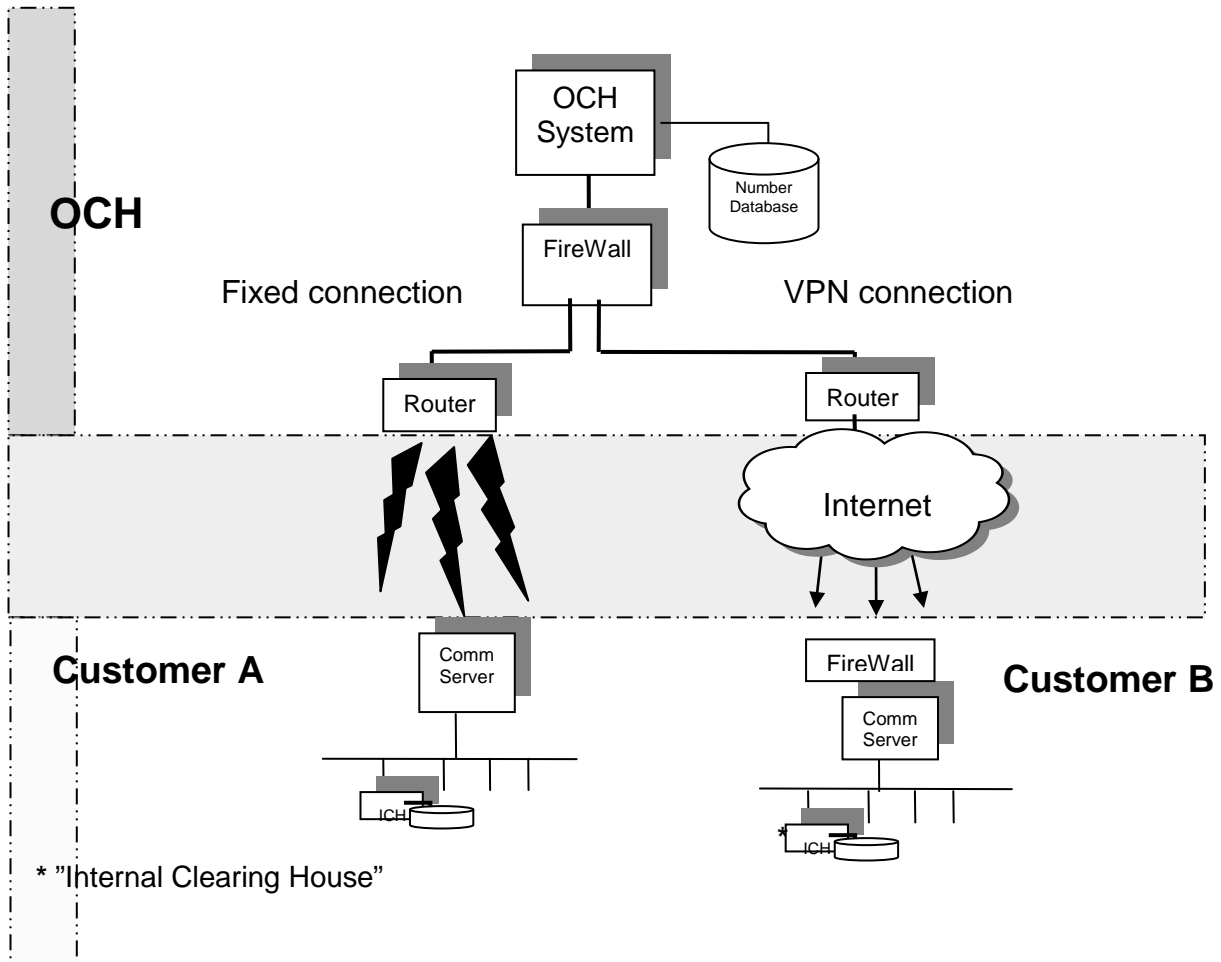 OCH
System
Number
Database
OCH
FireWall
Fixed connection
VPN connection
Router
Router
Internet
Customer A
Comm
Server
FireWall
Customer B
Comm
Server
ICH
*
ICH
* ”Internal Clearing House”